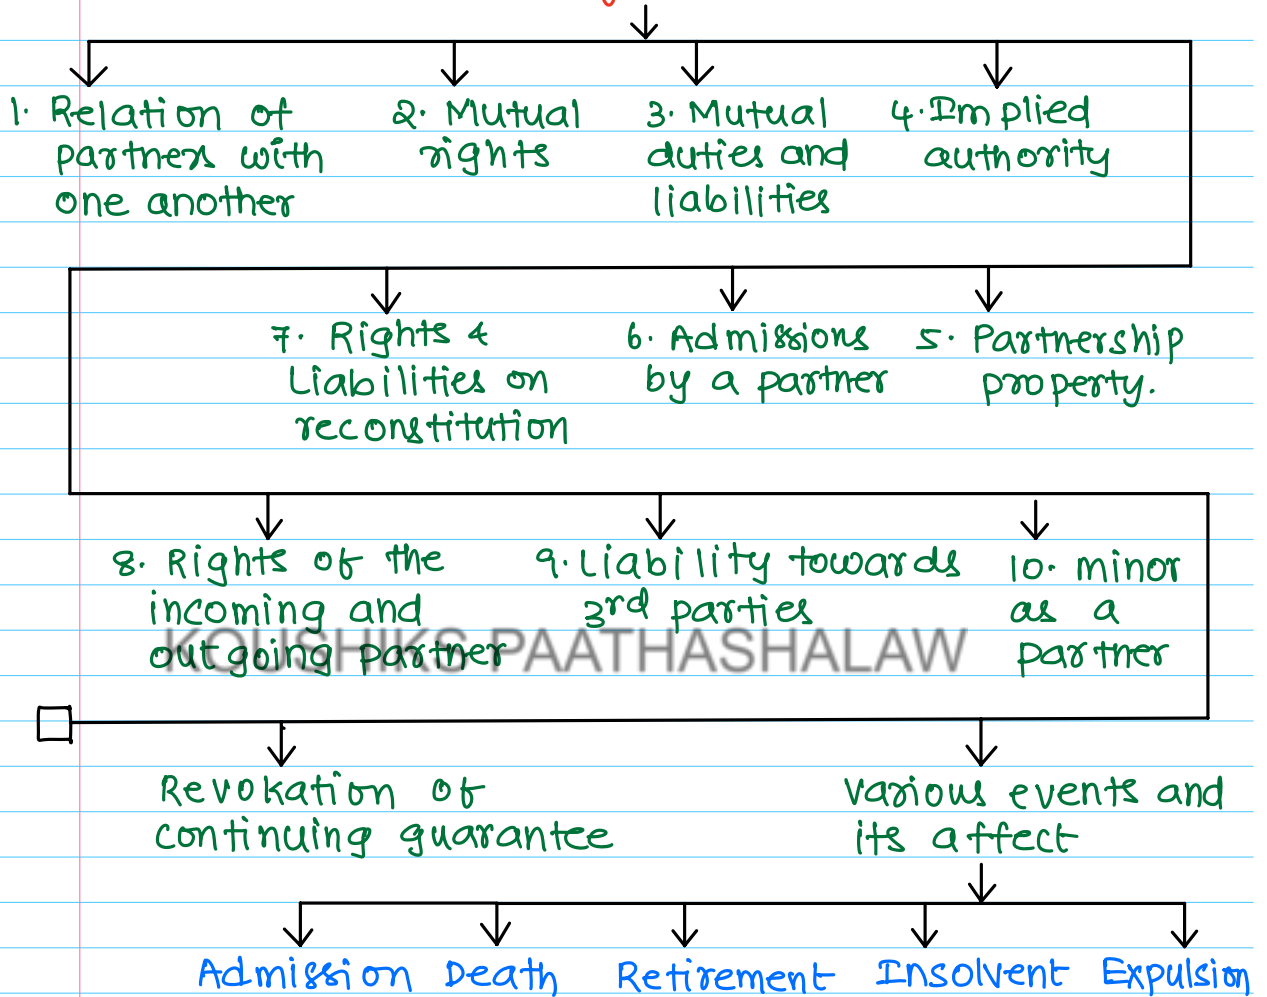 1. Relation of
partners with
one another
2. Mutual
rights
3. Mutual
duties and
liabilities
4. Implied
authority
7. Rights &
Liabilities on
reconstitution
6. Admissions
by a partner
5. Partnership
property.
8. Rights of the
incoming and
outgoing partner
9. Liability towards
3rd parties
10. minor
as a
partner
KOUSHIKS PAATHASHALAW
Revokation of
continuing guarantee
various events and
its affect
Admission Death Retirement Insolvent Expulsion